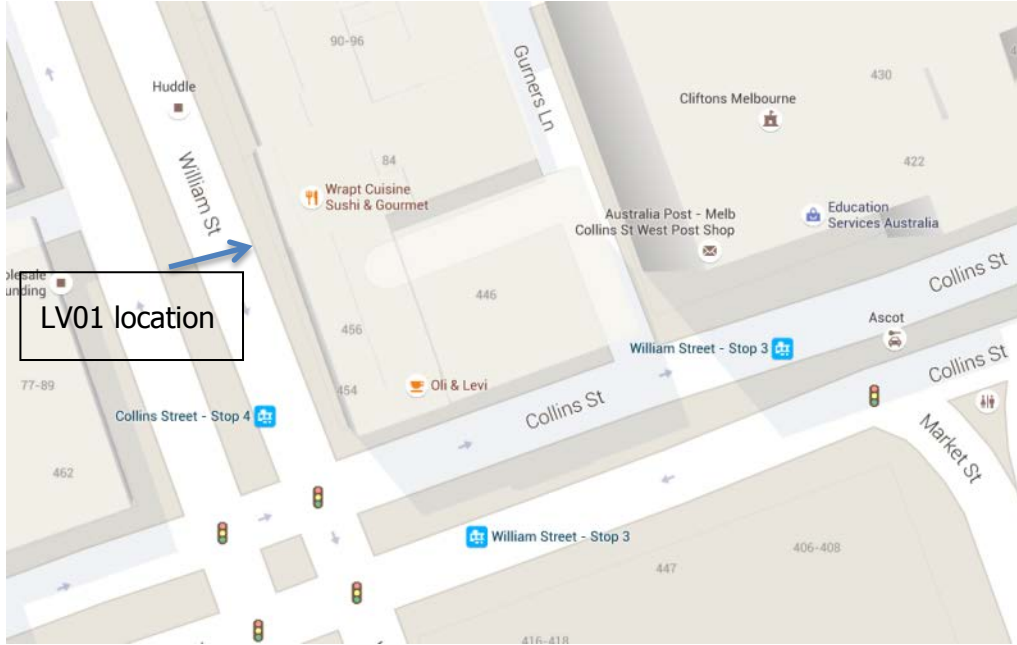 90-96
Gurners Ln
430
Huddle
Cliftons Melbourne
William St
84
422
Wrapt Cuisine
Sushi & Gourmet
Australia Post - Melb
Collins St West Post Shop
Education
Services Australia
Collins St
LV01 location
446
Ascot
456
William Street - Stop 3
Collins St
77-89
454
Oli & Levi
Collins Street - Stop 4
Collins St
Market St
462
William Street - Stop 3
406-408
447
416-418